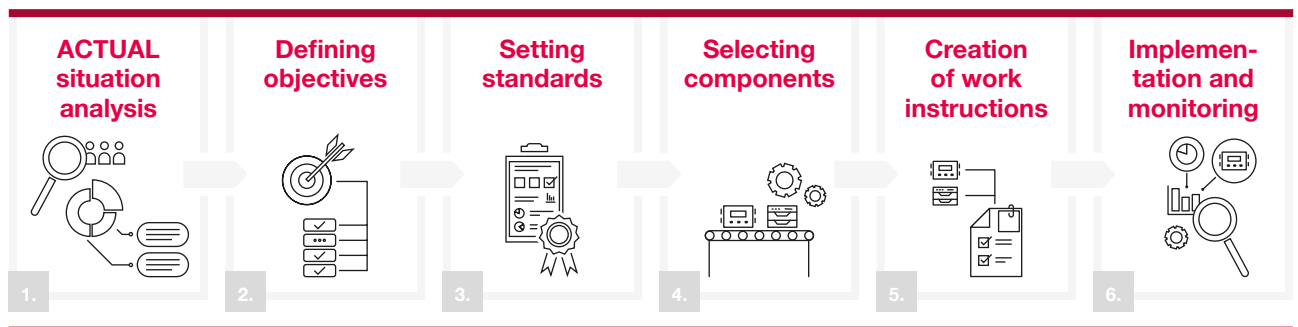 ACTUAL
situation
analysis
1.
Defining
objectives
2.
Setting
standards
3.
Selecting
components
4.
Creation
of work
instructions
5.
Implemen-
tation and
monitoring
6.